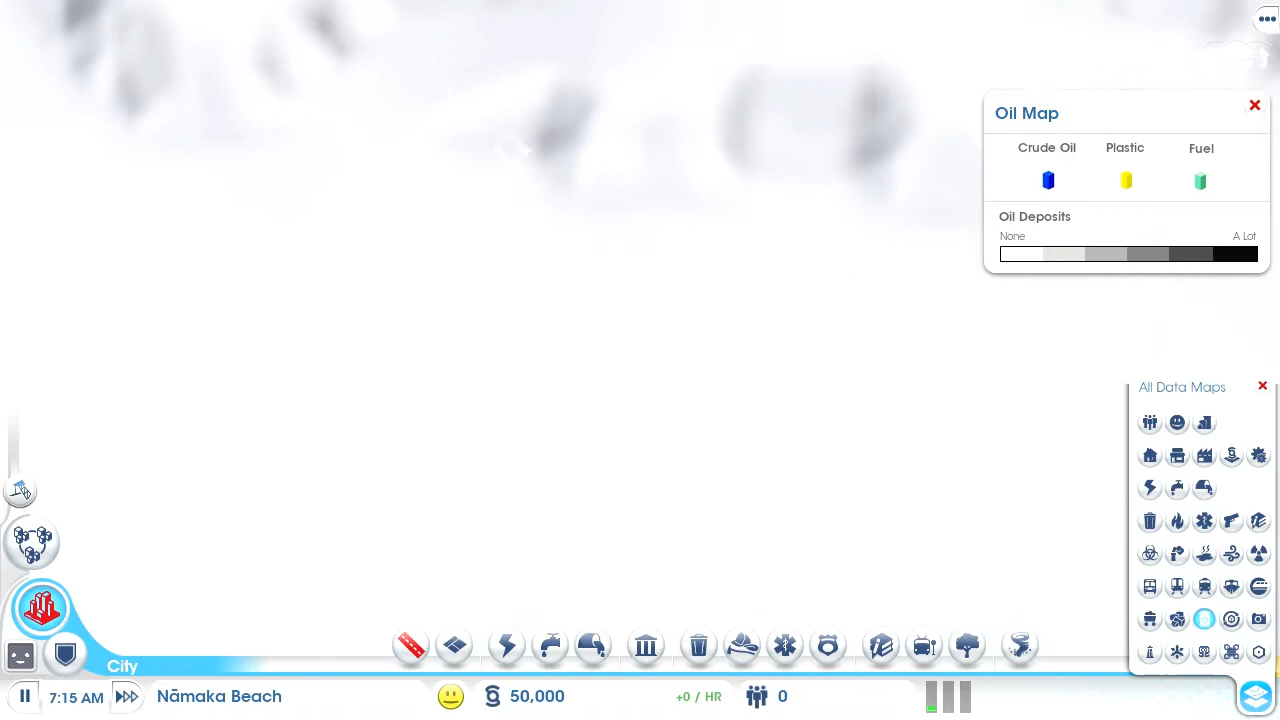 Oil Map
Crude Oil Plastic Fuel
Oil Deposits
None A Lot
All Data Maps
City
7:15 AM Nāmaka Beach 50,000 +0 / HR 0